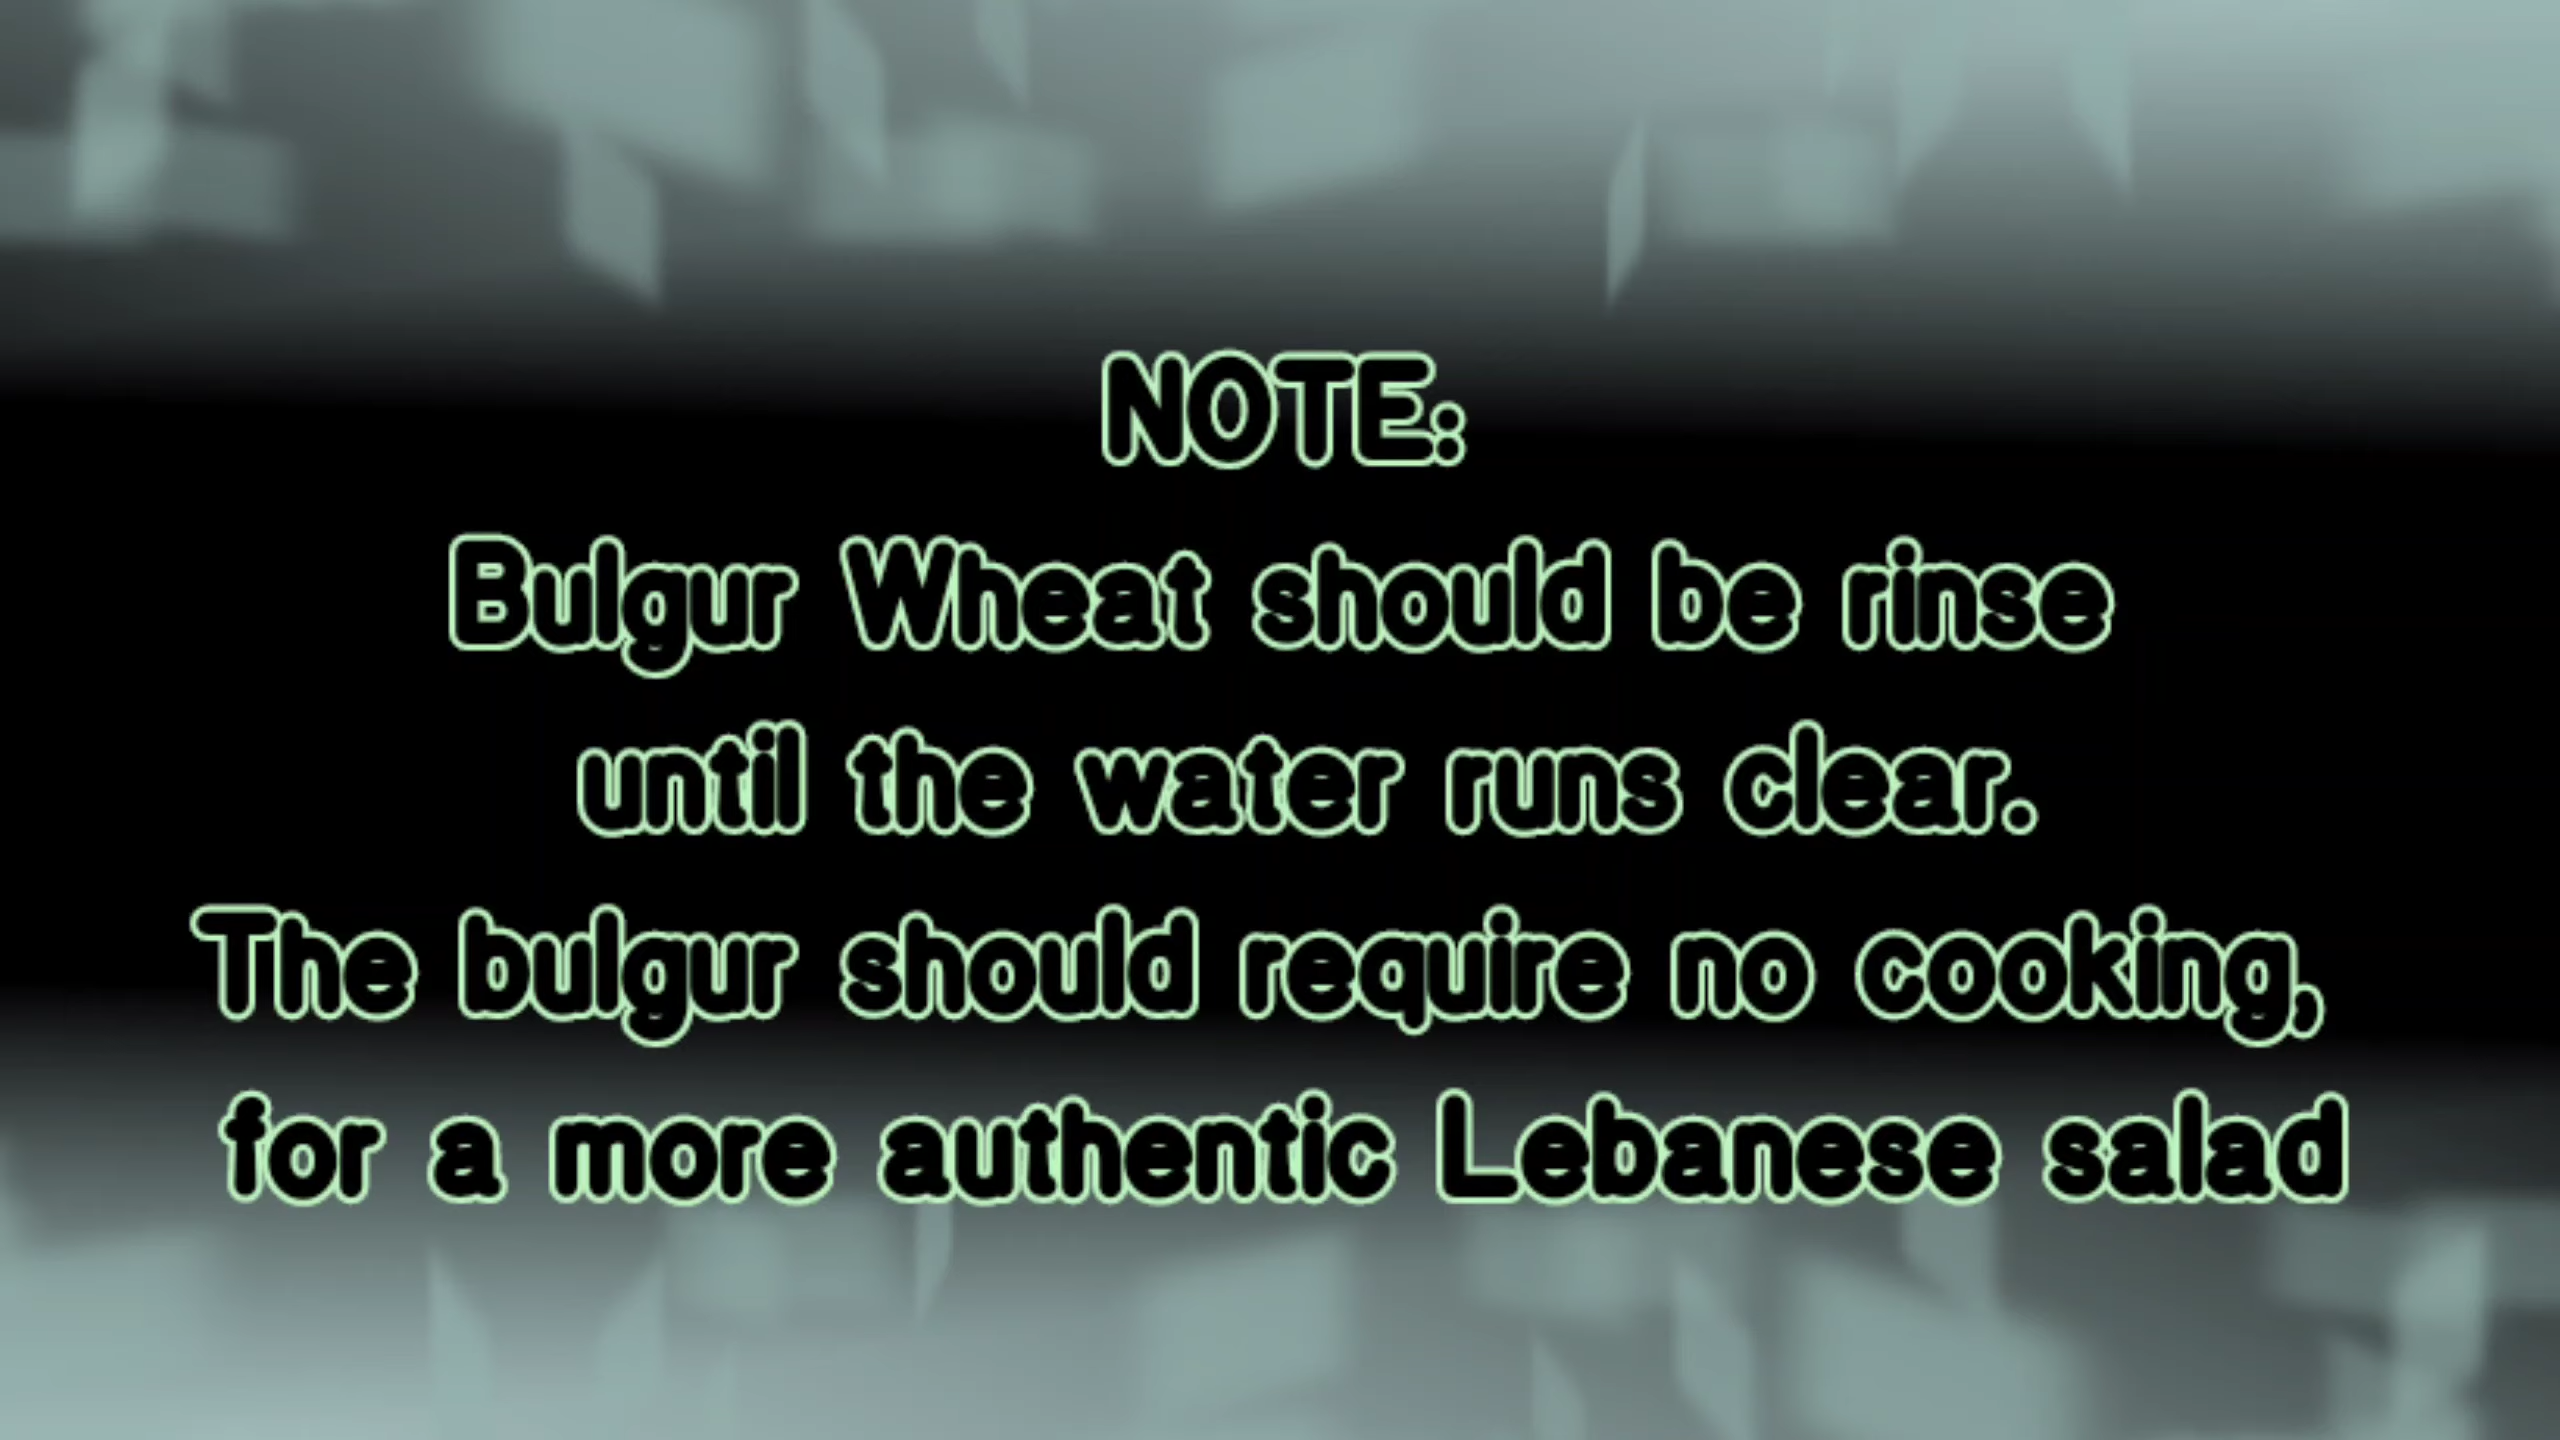 NOTE:
Bulgur Wheat should be rinse
until the water runs clear.
The bulgur should require no cooking,
for a more authentic Lebanese salad